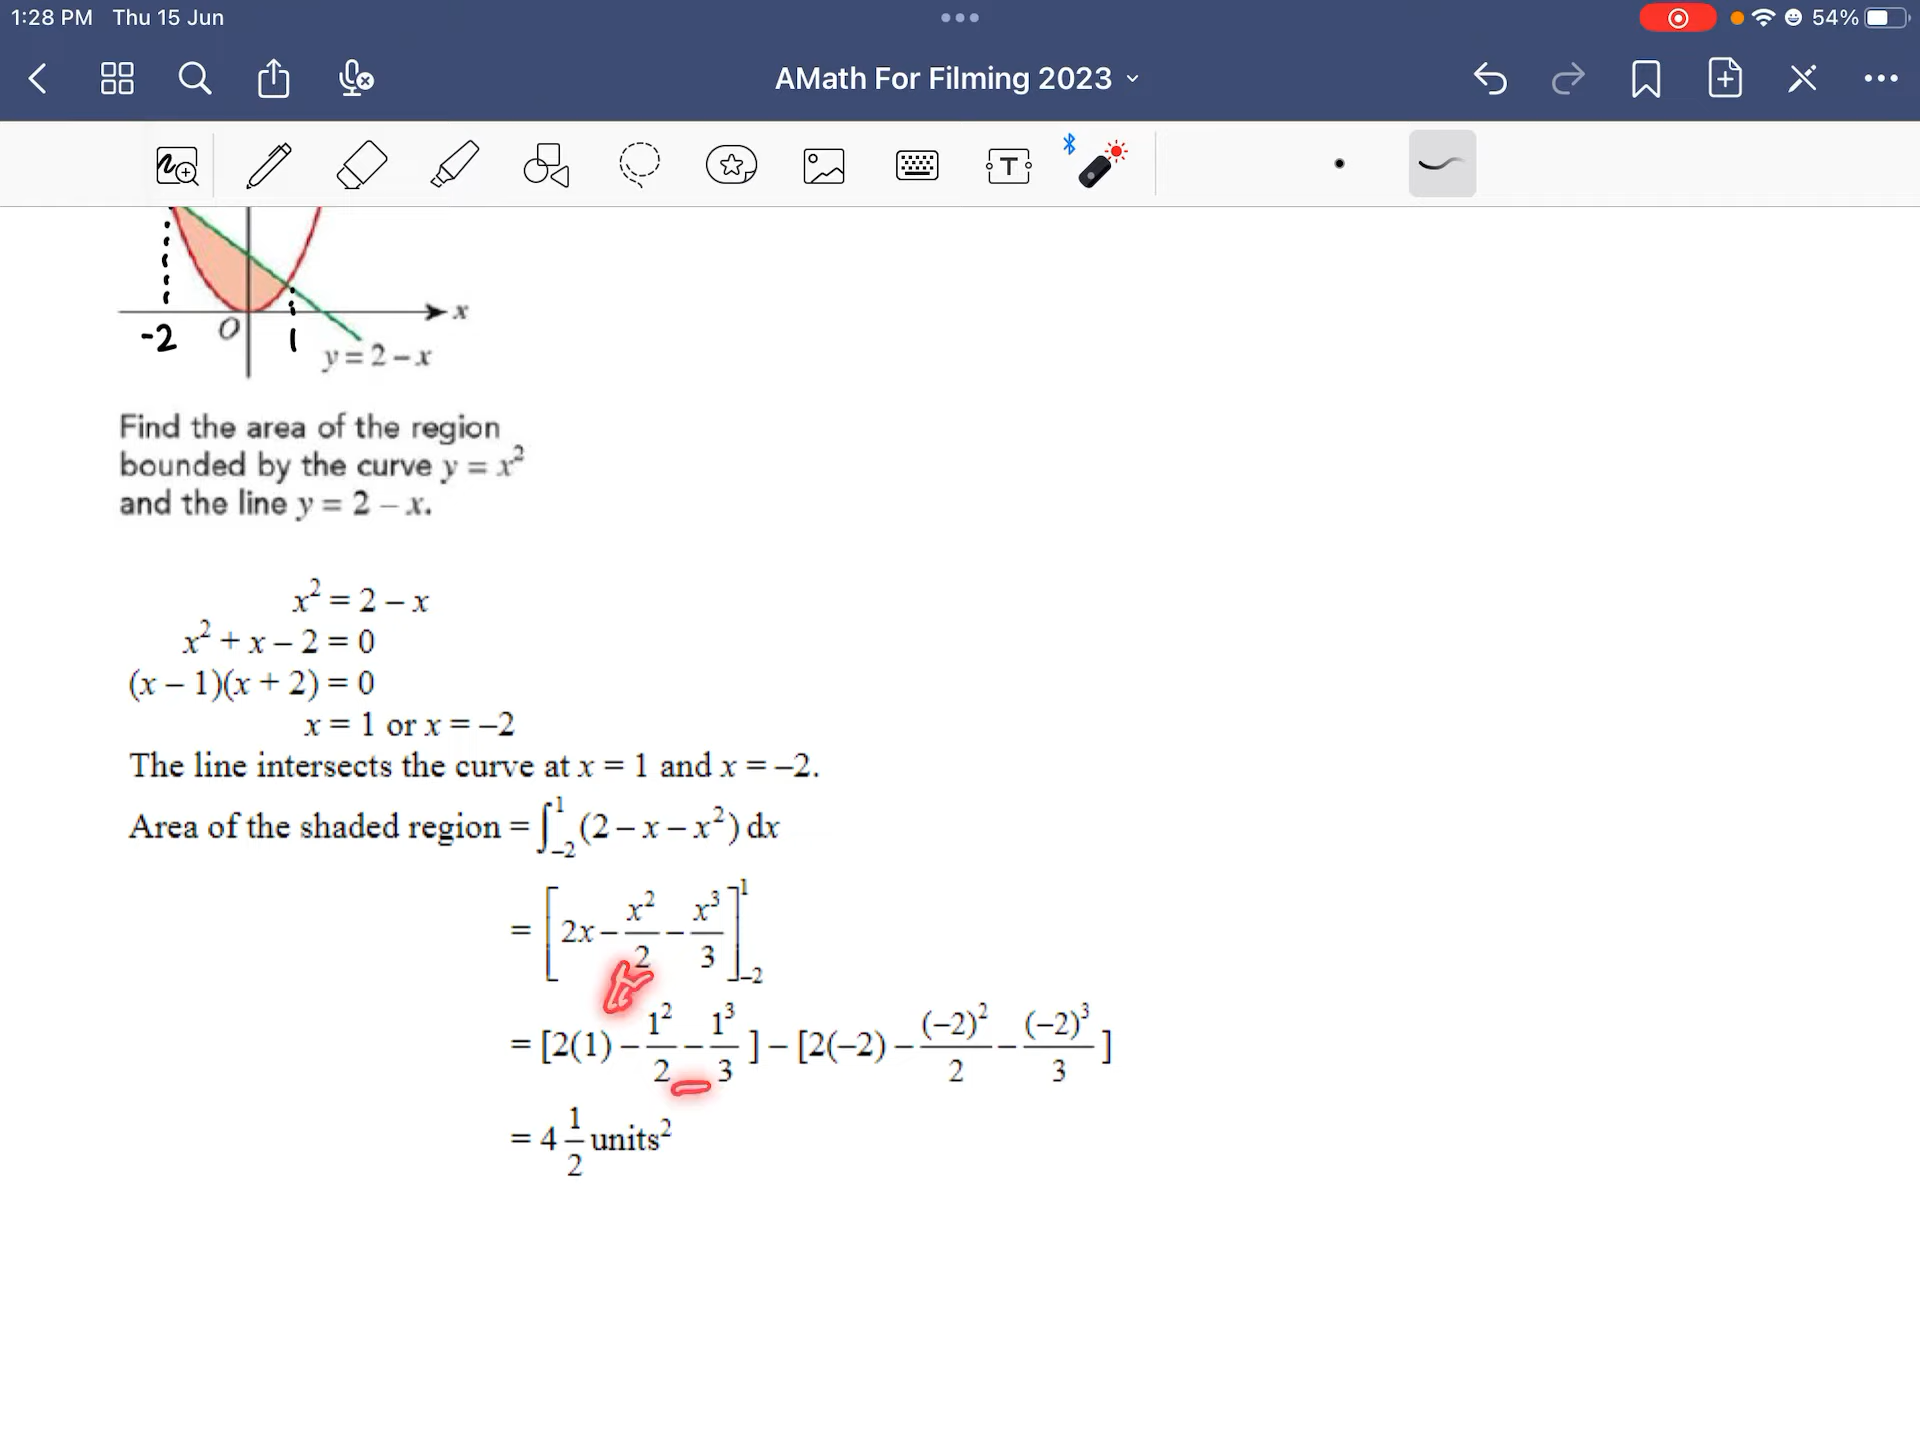 1:28 PM Thu 15 Jun
54%
AMath For Filming 2023
T
x
-2 O 1
y = 2 – x
Find the area of the region
bounded by the curve y = x²
and the line y = 2 – x.
x² = 2 – x
x² + x – 2 = 0
(x – 1)(x + 2) = 0
x = 1 or x = –2
The line intersects the curve at x = 1 and x = –2.
Area of the shaded region = ∫₋₂¹ (2 – x – x²) dx
= [2x – x²/2 – x³/3]₋₂¹
= [2(1) – 1²/2 – 1³/3 ] – [2(–2) – (–2)²/2 – (–2)³/3 ]
= 4 1/2 units²